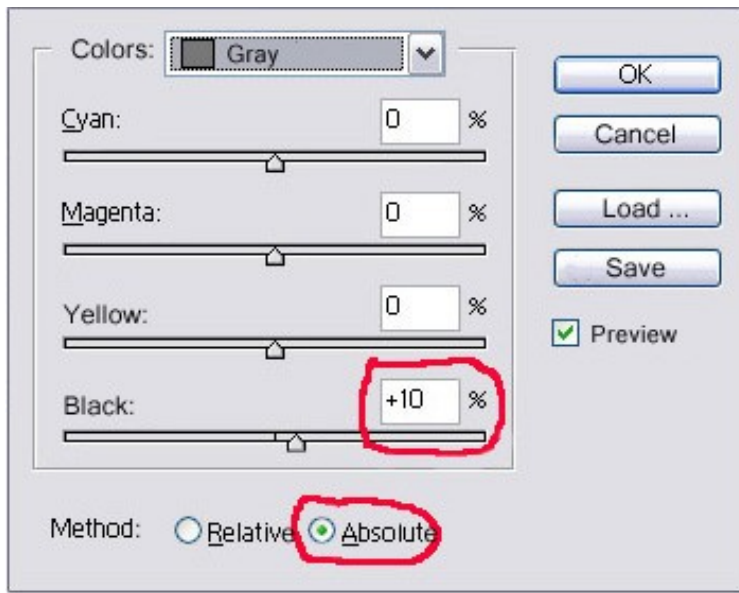 Colors: Gray
OK
Cyan: 0 %
Cancel
Magenta: 0 %
Load ...
Save
Yellow: 0 %
Preview
Black: +10 %
Method: Relative Absolute